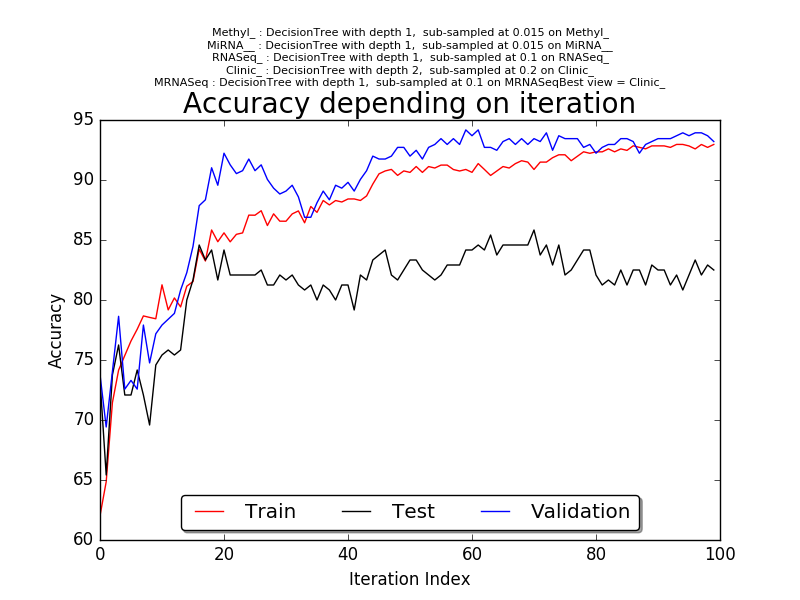 Methyl_ : DecisionTree with depth 1,  sub-sampled at 0.015 on Methyl_
MiRNA__ : DecisionTree with depth 1,  sub-sampled at 0.015 on MiRNA__
RNASeq_ : DecisionTree with depth 1,  sub-sampled at 0.1 on RNASeq_
Clinic_ : DecisionTree with depth 2,  sub-sampled at 0.2 on Clinic_
MRNASeq : DecisionTree with depth 1,  sub-sampled at 0.1 on MRNASeqBest view = Clinic_
Accuracy depending on iteration
95
90
85
80
75
70
65
60
Accuracy
Train Test Validation
0 20 40 60 80 100
Iteration Index